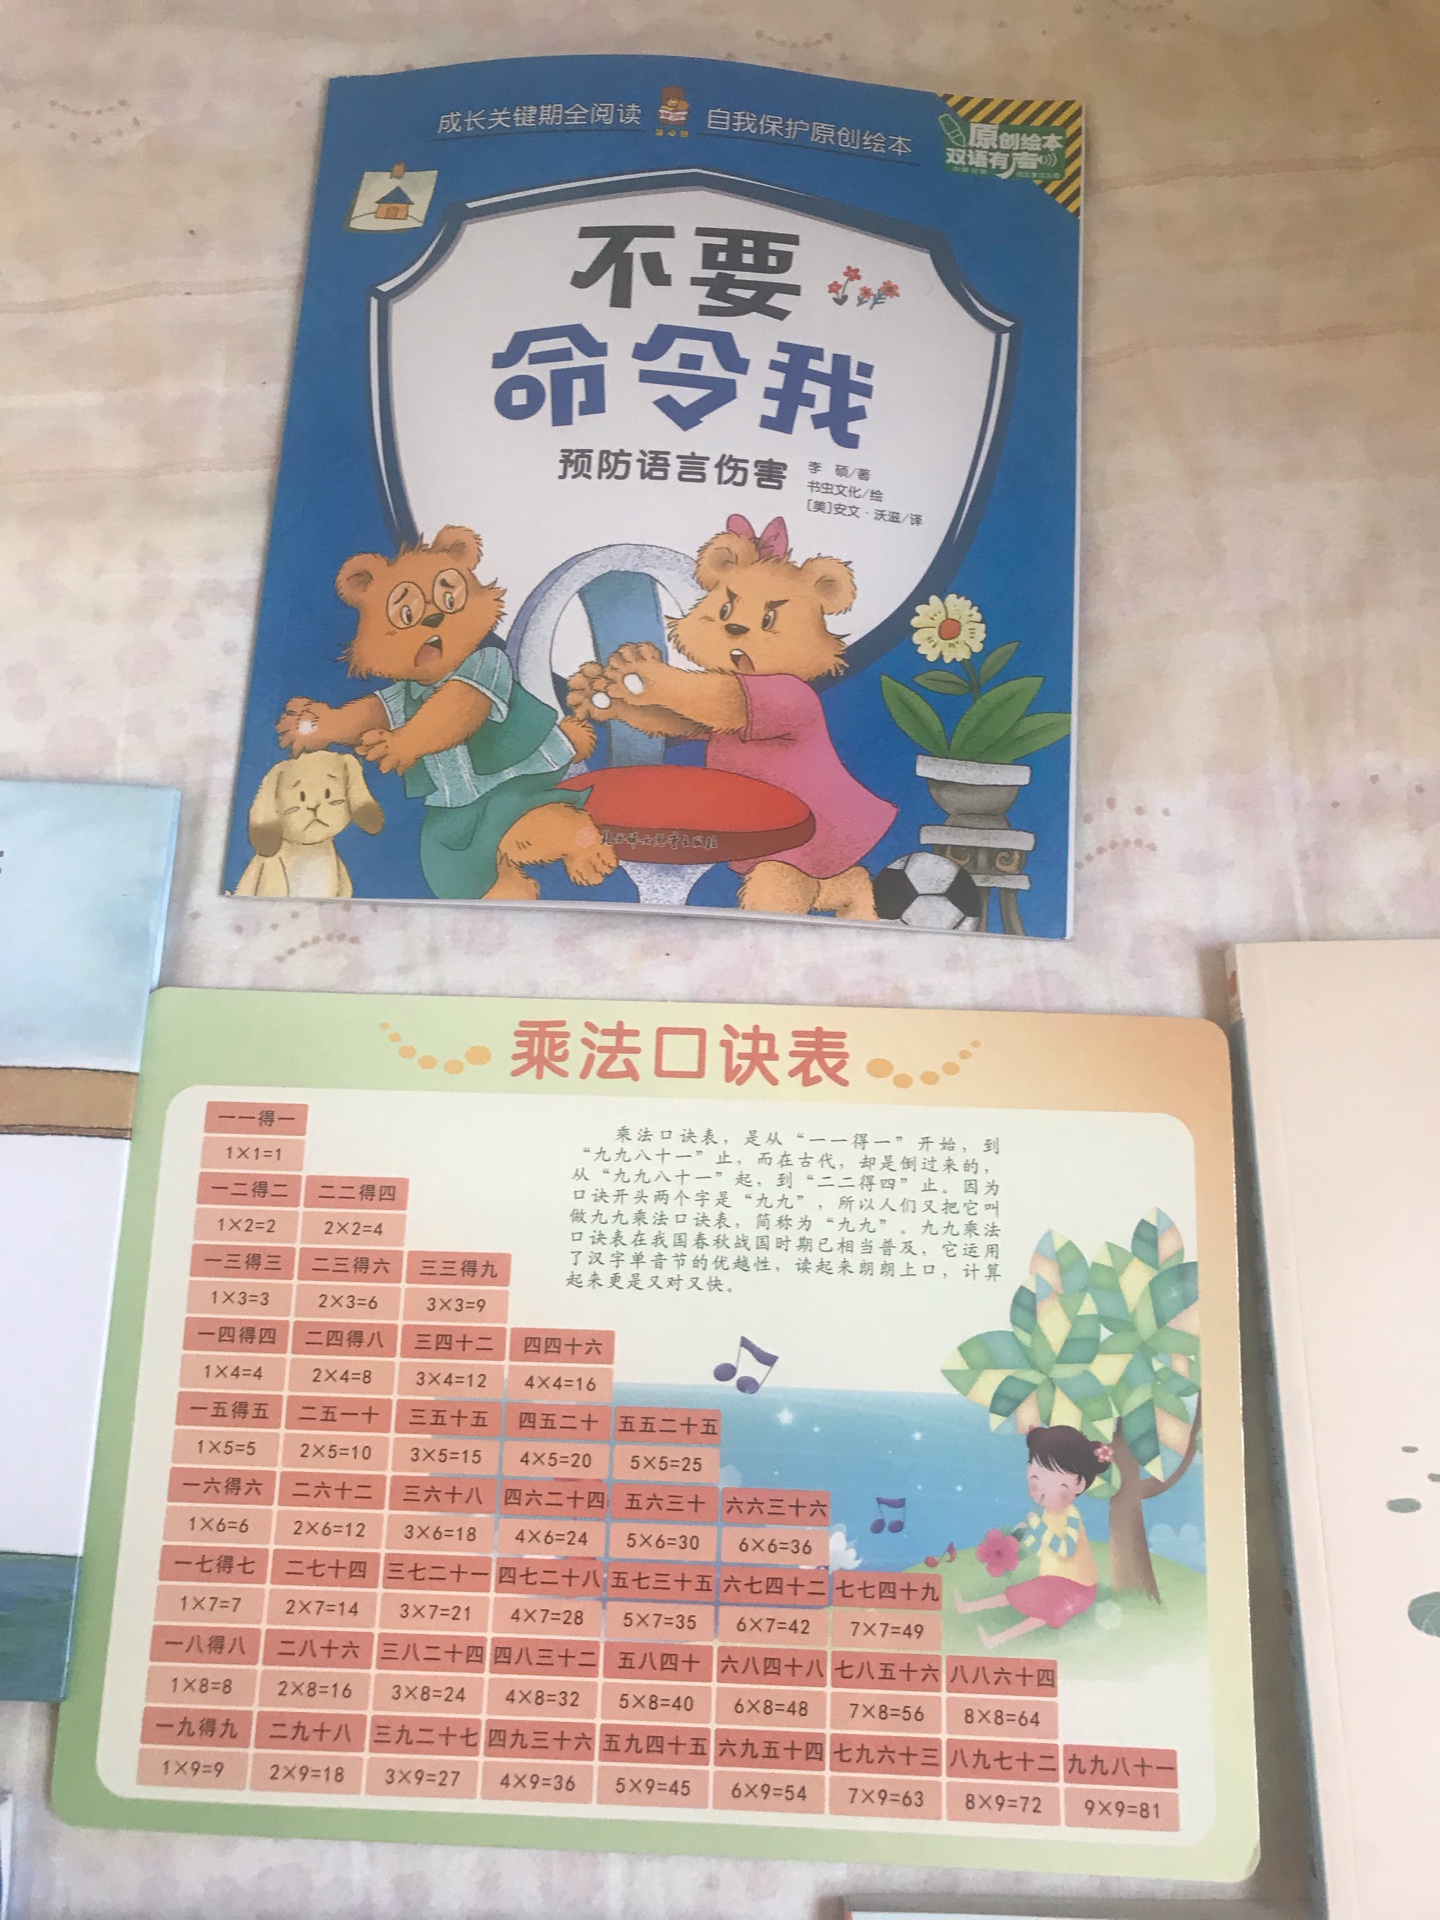 成长关键期全阅读 自我保护原创绘本
原创绘本
双语有声
不要
命令我
预防语言伤害
李 硕/著
书虫文化/绘
[美]安文·沃滋/译
北方妇女儿童出版社
乘法口诀表
乘法口诀表，是从“一一得一”开始，到
“九九八十一”止，而在古代，却是倒过来的，
从“九九八十一”起，到“二二得四”止。因为
口诀开头两个字是“九九”，所以人们又把它叫
做九九乘法口诀表，简称为“九九”。九九乘法
口诀表在我国春秋战国时期已相当普及，它运用
了汉字单音节的优越性，读起来朗朗上口，计算
起来更是又对又快。
一一得一
1×1=1
一二得二 二二得四
1×2=2 2×2=4
一三得三 二三得六 三三得九
1×3=3 2×3=6 3×3=9
一四得四 二四得八 三四十二 四四十六
1×4=4 2×4=8 3×4=12 4×4=16
一五得五 二五一十 三五十五 四五二十 五五二十五
1×5=5 2×5=10 3×5=15 4×5=20 5×5=25
一六得六 二六十二 三六十八 四六二十四 五六三十 六六三十六
1×6=6 2×6=12 3×6=18 4×6=24 5×6=30 6×6=36
一七得七 二七十四 三七二十一 四七二十八 五七三十五 六七四十二 七七四十九
1×7=7 2×7=14 3×7=21 4×7=28 5×7=35 6×7=42 7×7=49
一八得八 二八十六 三八二十四 四八三十二 五八四十 六八四十八 七八五十六 八八六十四
1×8=8 2×8=16 3×8=24 4×8=32 5×8=40 6×8=48 7×8=56 8×8=64
一九得九 二九十八 三九二十七 四九三十六 五九四十五 六九五十四 七九六十三 八九七十二 九九八十一
1×9=9 2×9=18 3×9=27 4×9=36 5×9=45 6×9=54 7×9=63 8×9=72 9×9=81